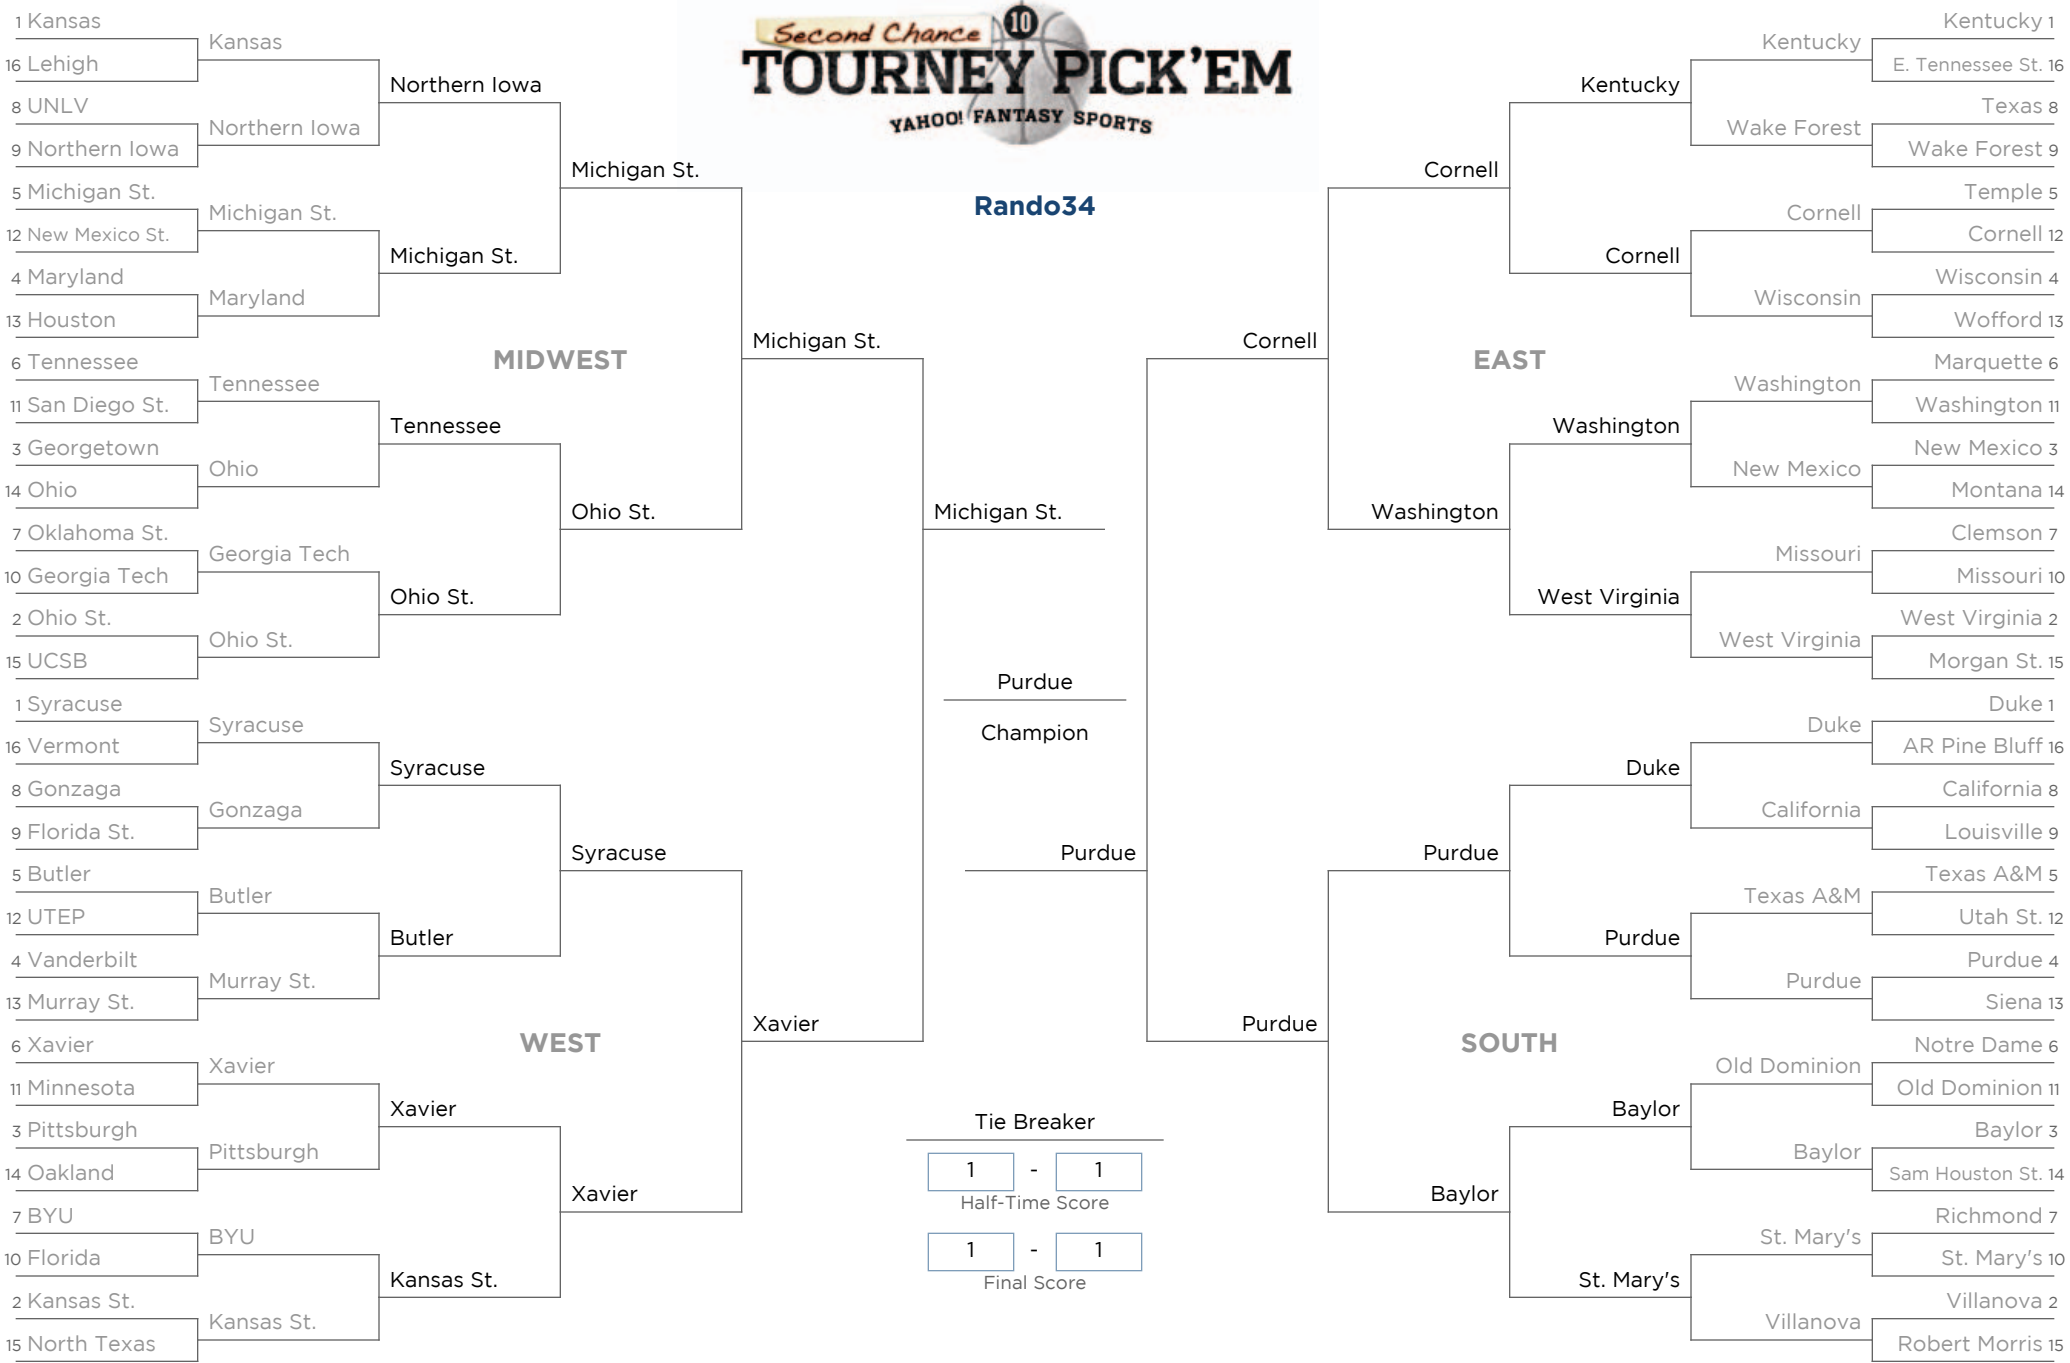 Second Chance 10
TOURNEY PICK'EM
YAHOO! FANTASY SPORTS
Rando34
1 Kansas
16 Lehigh
8 UNLV
9 Northern Iowa
5 Michigan St.
12 New Mexico St.
4 Maryland
13 Houston
6 Tennessee
11 San Diego St.
3 Georgetown
14 Ohio
7 Oklahoma St.
10 Georgia Tech
2 Ohio St.
15 UCSB
1 Syracuse
16 Vermont
8 Gonzaga
9 Florida St.
5 Butler
12 UTEP
4 Vanderbilt
13 Murray St.
6 Xavier
11 Minnesota
3 Pittsburgh
14 Oakland
7 BYU
10 Florida
2 Kansas St.
15 North Texas
Kansas
Northern Iowa
Michigan St.
Maryland
Tennessee
Ohio
Georgia Tech
Ohio St.
Syracuse
Gonzaga
Butler
Murray St.
Xavier
Pittsburgh
BYU
Kansas St.
Northern Iowa
Michigan St.
Tennessee
Ohio St.
Syracuse
Butler
Xavier
Kansas St.
MIDWEST
WEST
Michigan St.
Ohio St.
Syracuse
Xavier
Michigan St.
Xavier
Michigan St.
Purdue
Champion
Purdue
Tie Breaker
1 - 1
Half-Time Score
1 - 1
Final Score
Cornell
Purdue
Cornell
Washington
Purdue
Baylor
EAST
SOUTH
Kentucky
Cornell
Washington
West Virginia
Duke
Purdue
Baylor
St. Mary's
Kentucky
Wake Forest
Cornell
Wisconsin
Washington
New Mexico
Missouri
West Virginia
Duke
California
Texas A&M
Purdue
Old Dominion
Baylor
St. Mary's
Villanova
Kentucky 1
E. Tennessee St. 16
Texas 8
Wake Forest 9
Temple 5
Cornell 12
Wisconsin 4
Wofford 13
Marquette 6
Washington 11
New Mexico 3
Montana 14
Clemson 7
Missouri 10
West Virginia 2
Morgan St. 15
Duke 1
AR Pine Bluff 16
California 8
Louisville 9
Texas A&M 5
Utah St. 12
Purdue 4
Siena 13
Notre Dame 6
Old Dominion 11
Baylor 3
Sam Houston St. 14
Richmond 7
St. Mary's 10
Villanova 2
Robert Morris 15